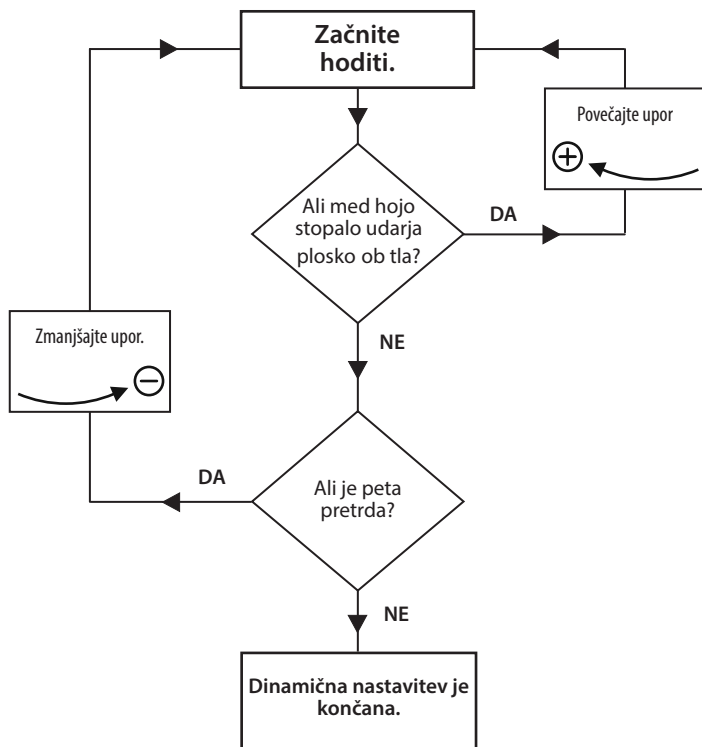 Začnite
hoditi.
Povečajte upor
Ali med hojo
stopalo udarja
plosko ob tla?
DA
Zmanjšajte upor.
NE
DA
Ali je peta
pretrda?
NE
Dinamična nastavitev je
končana.